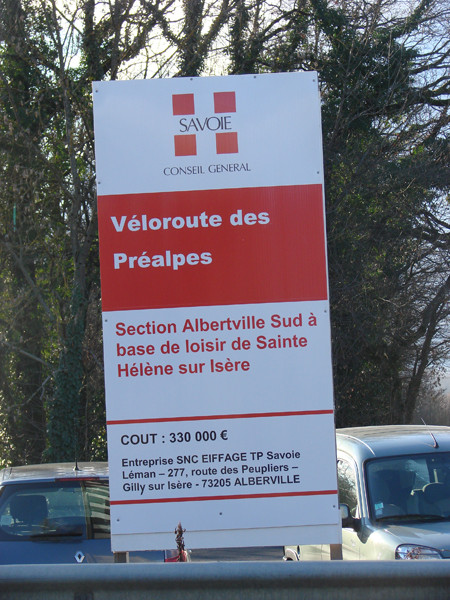 SAVOIE
CONSEIL GENERAL
Véloroute des
Préalpes
Section Albertville Sud à
base de loisir de Sainte
Hélène sur Isère
COUT : 330 000 €
Entreprise SNC EIFFAGE TP Savoie
Léman – 277, route des Peupliers –
Gilly sur Isère - 73205 ALBERVILLE